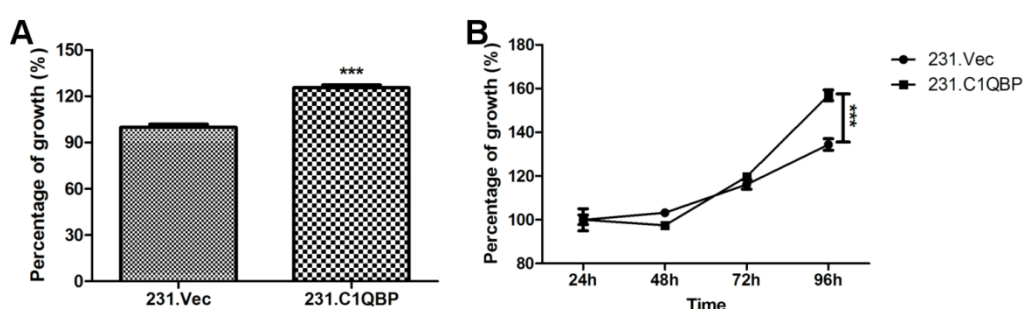 A
Percentage of growth (%)
150
120
90
60
30
0
***
231.Vec 231.C1QBP
B
Percentage of growth (%)
180
160
140
120
100
80
***
24h 48h 72h 96h
Time
231.Vec
231.C1QBP